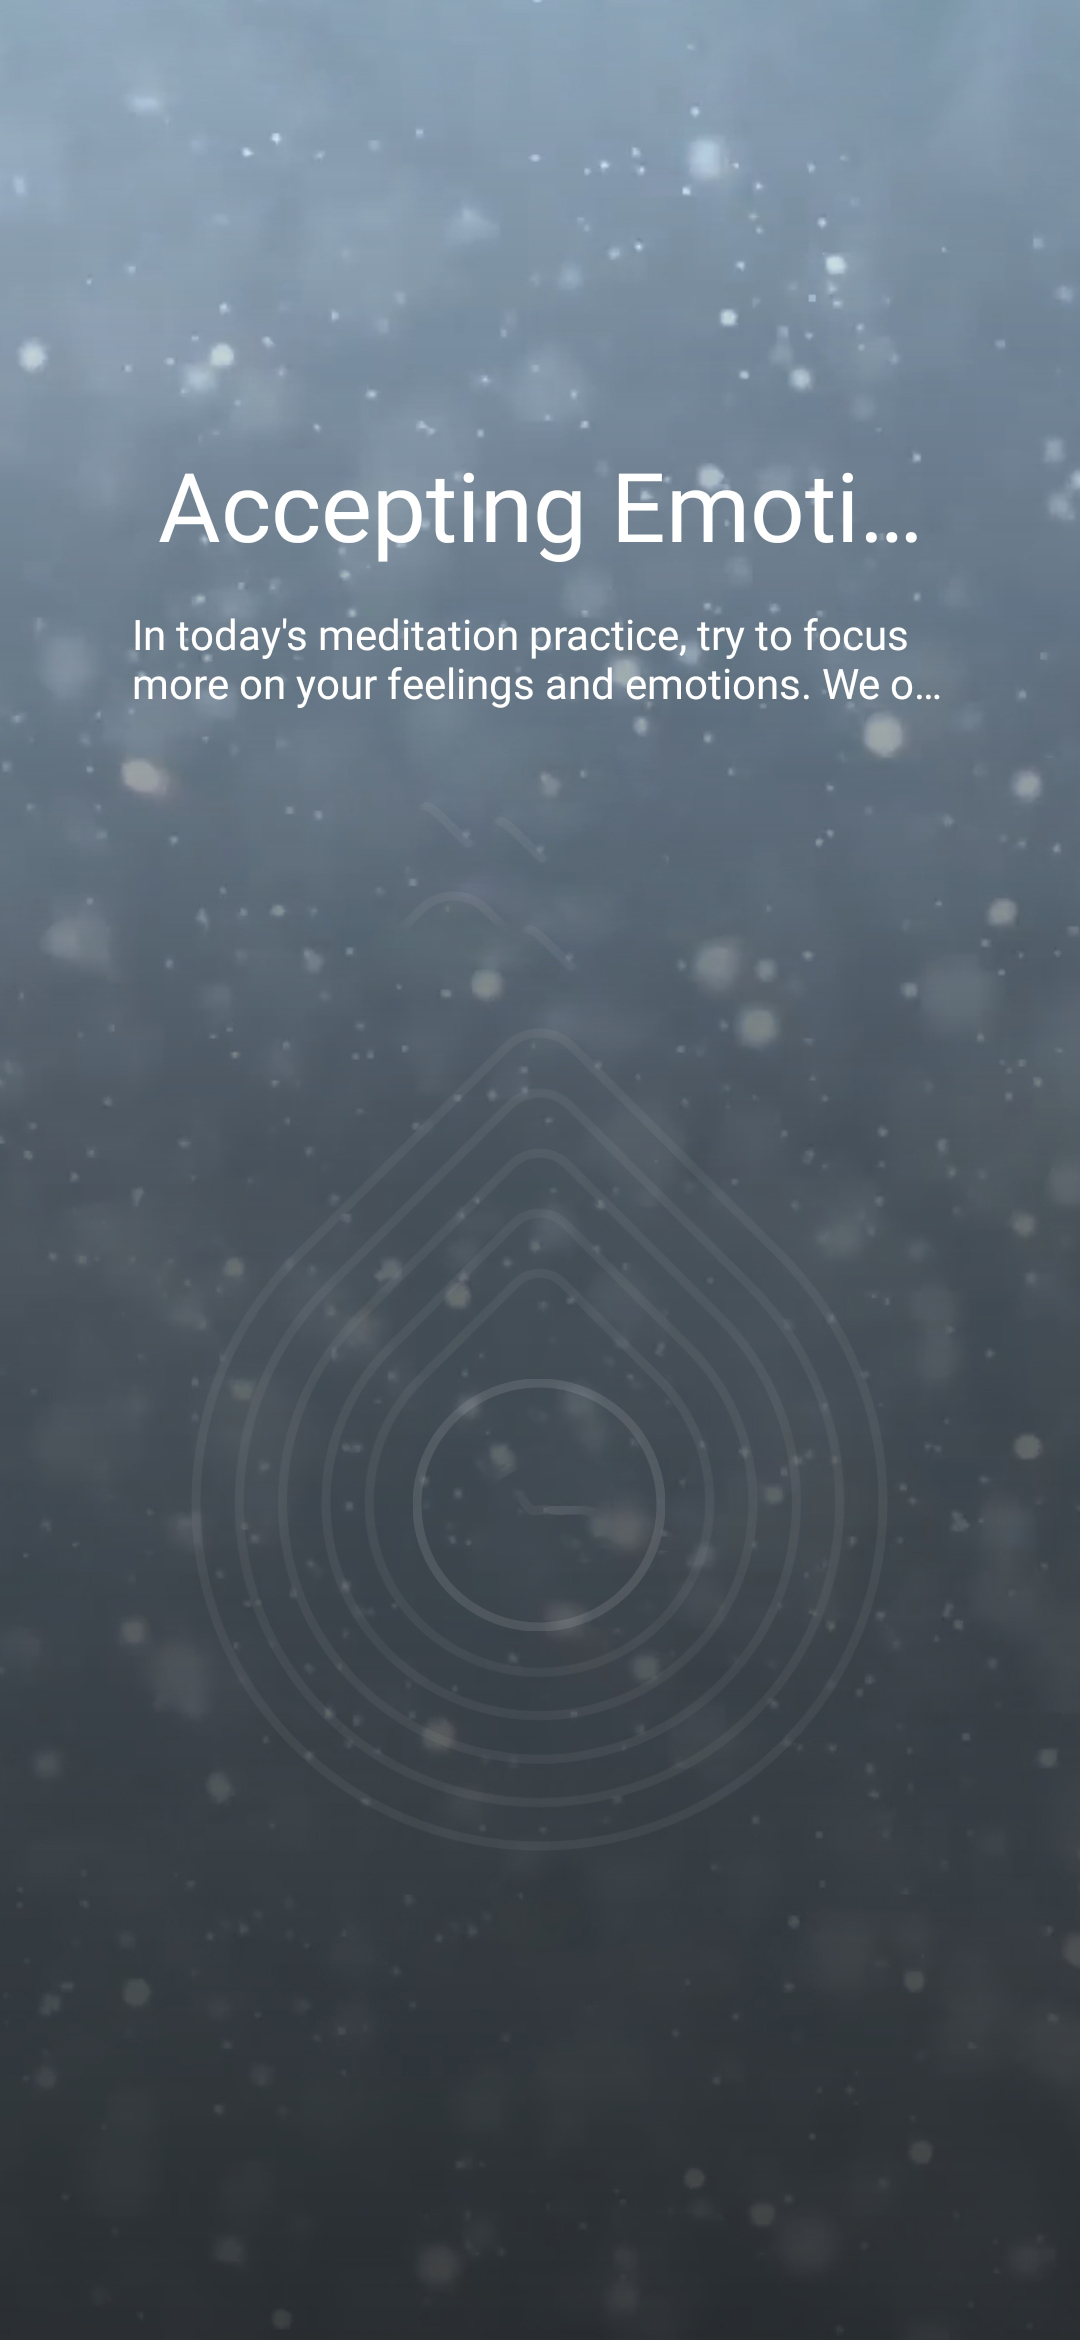 Accepting Emoti...
In today's meditation practice, try to focus
more on your feelings and emotions. We o...